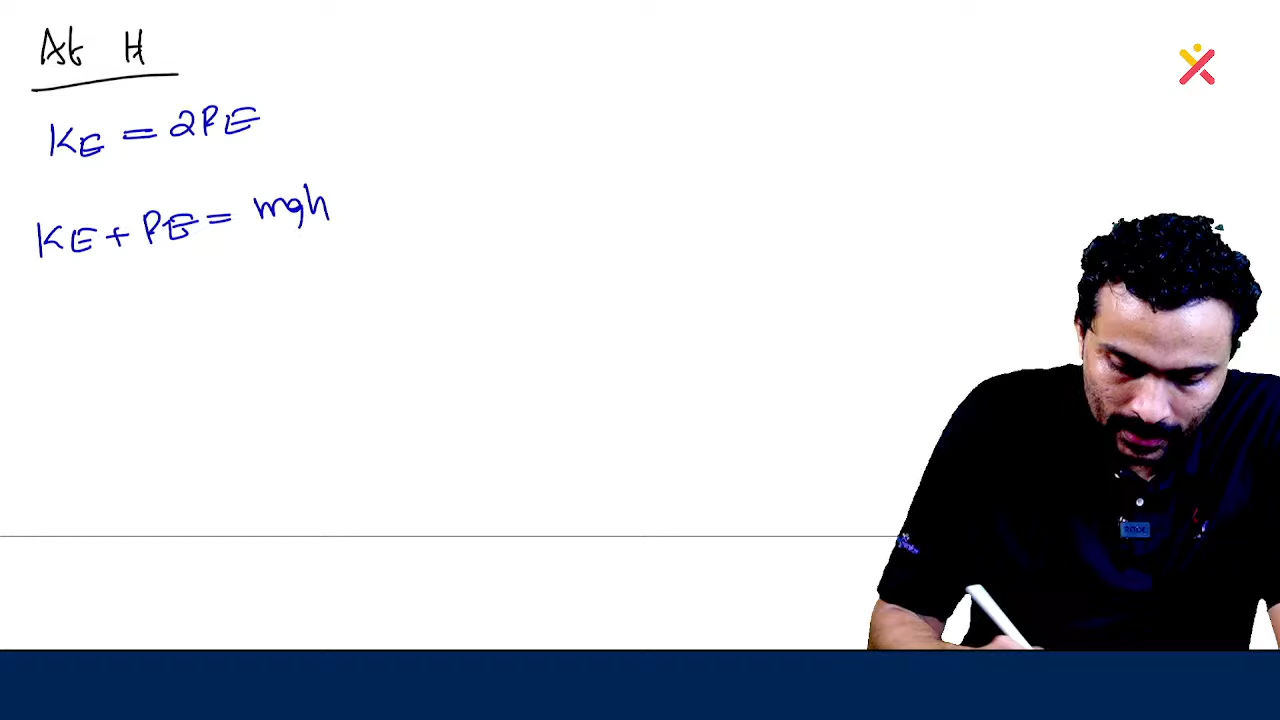 At H
KE = 2PE
KE + PE = mgh